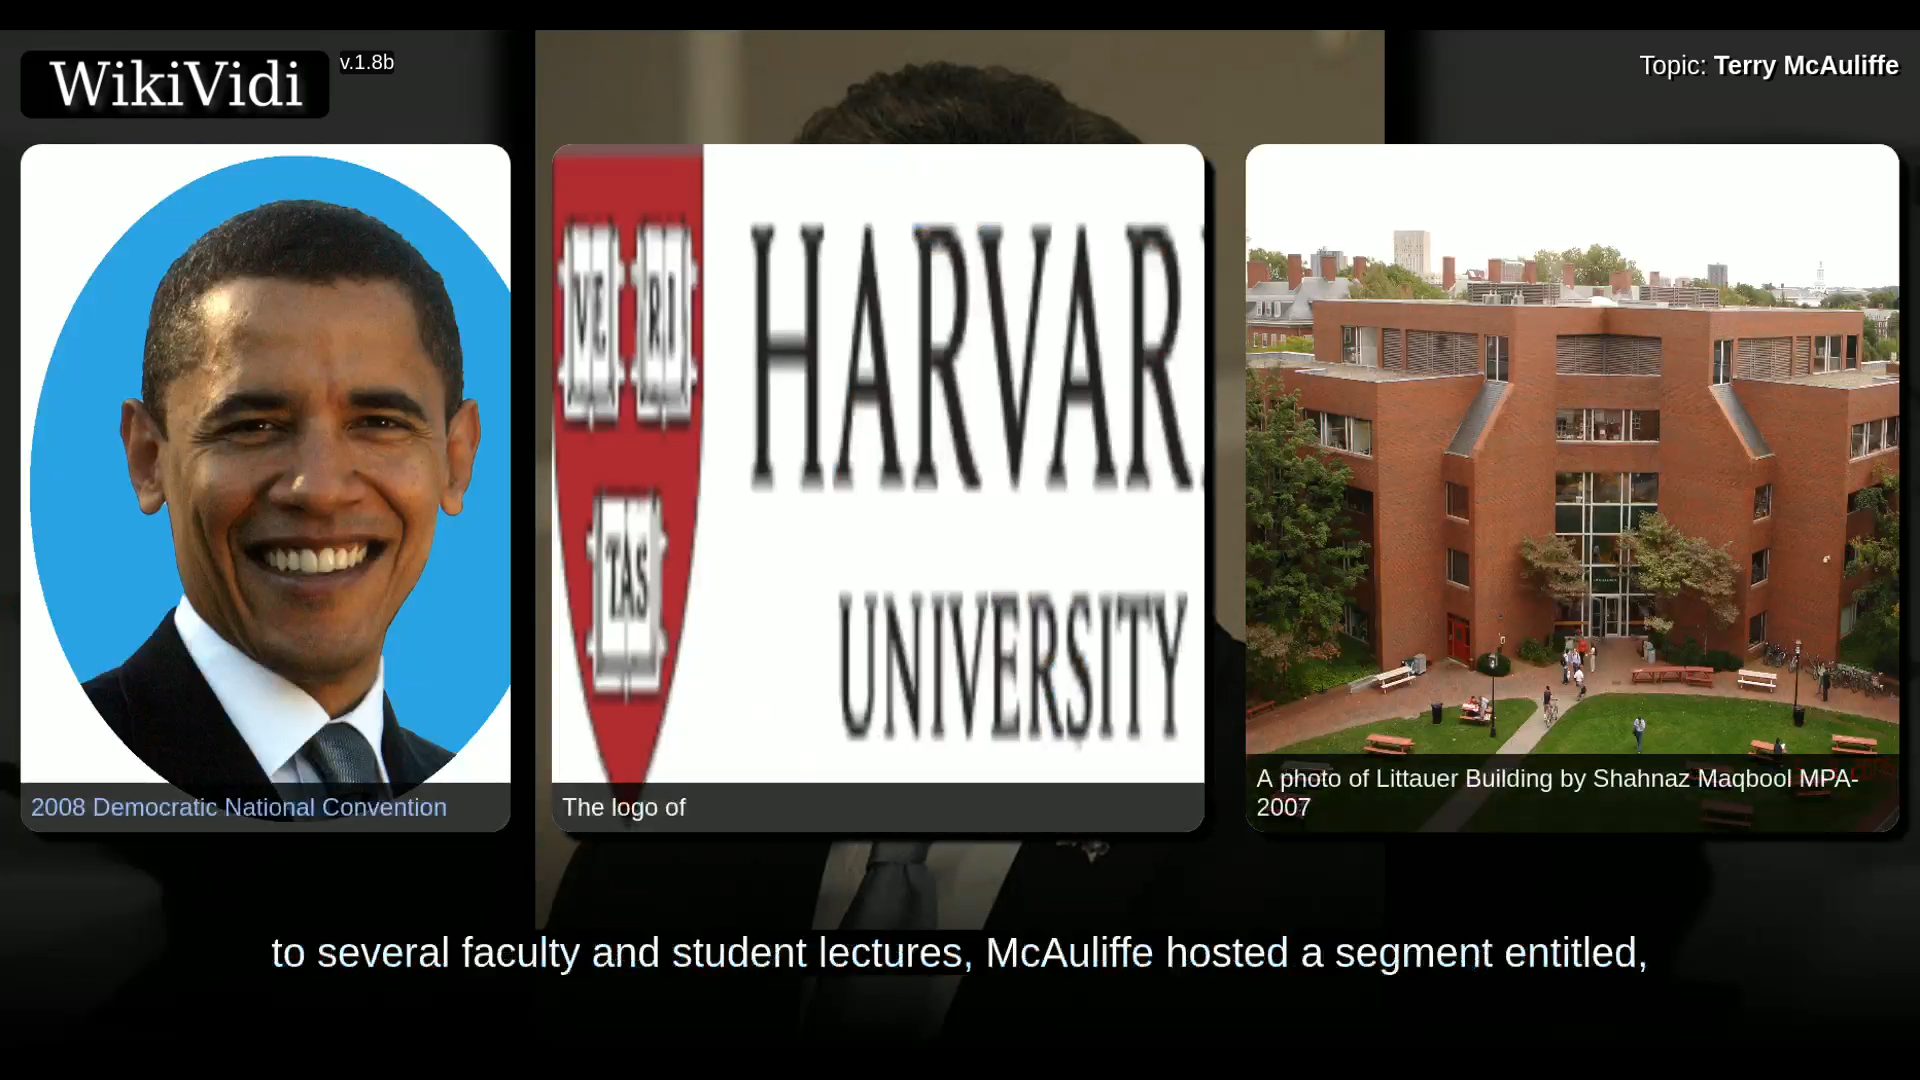 WikiVidi
v.1.8b
Topic: Terry McAuliffe
VE RI
TAS
HARVAR
UNIVERSITY
2008 Democratic National Convention
The logo of
A photo of Littauer Building by Shahnaz Maqbool MPA-
2007
to several faculty and student lectures, McAuliffe hosted a segment entitled,